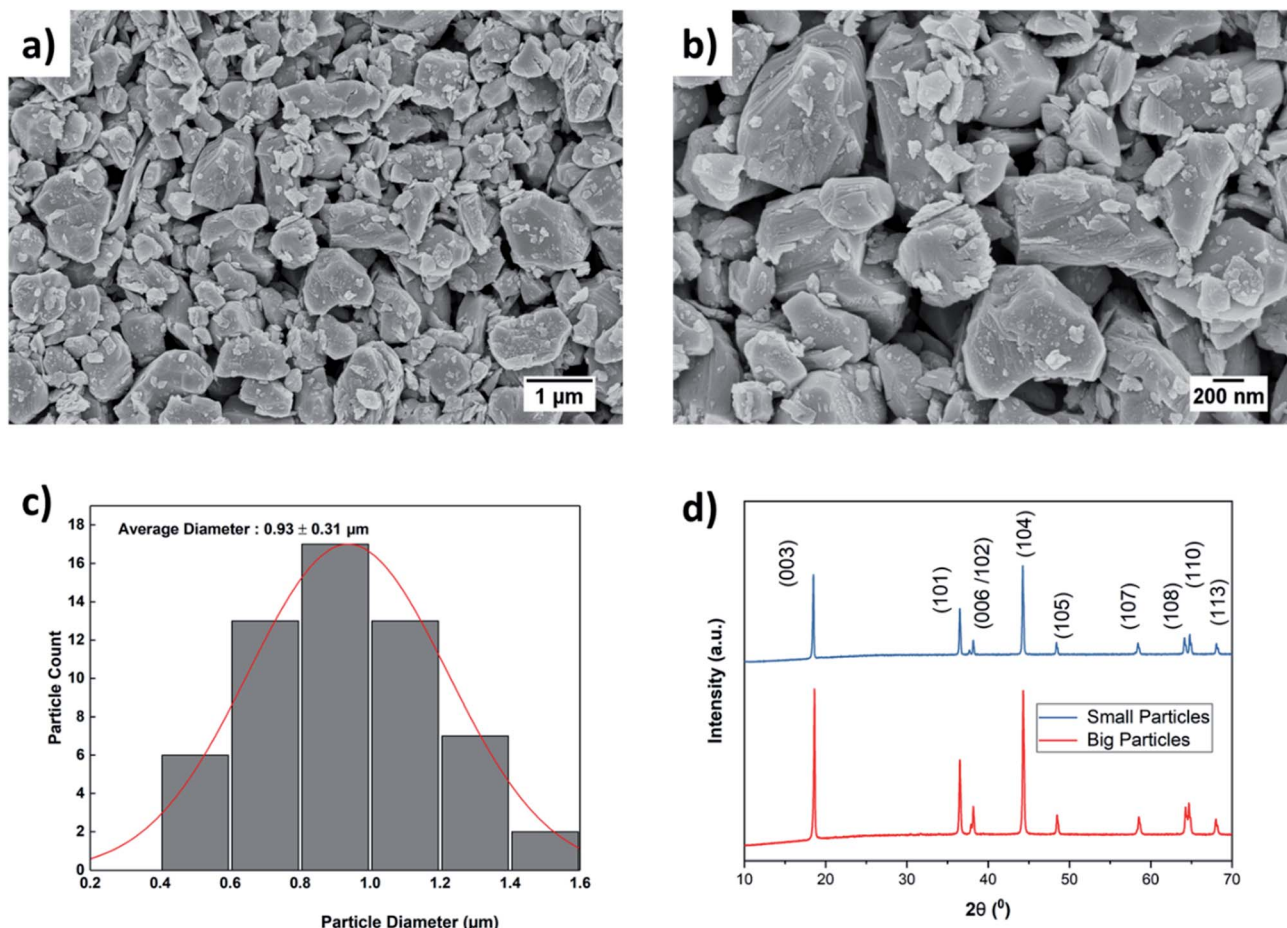 a)
1 µm
b)
200 nm
c)
Average Diameter : 0.93 ± 0.31 µm
Particle Count
18
16
14
12
10
8
6
4
2
0
0.2 0.4 0.6 0.8 1.0 1.2 1.4 1.6
Particle Diameter (µm)
d)
Intensity (a.u.)
(003)
(101)
(006 /102)
(104)
(105)
(107)
(108)
(110)
(113)
Small Particles
Big Particles
10 20 30 40 50 60 70
2θ (⁰)